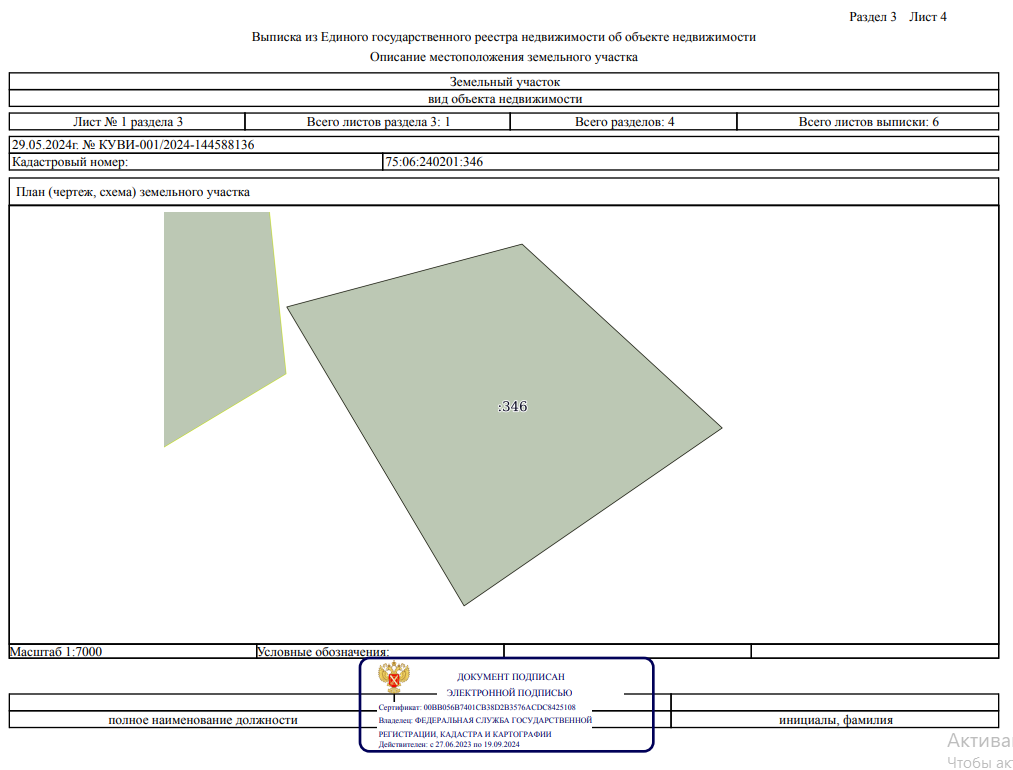 Раздел 3 Лист 4
Выписка из Единого государственного реестра недвижимости об объекте недвижимости
Описание местоположения земельного участка
Земельный участок
вид объекта недвижимости
Лист № 1 раздела 3 Всего листов раздела 3: 1 Всего разделов: 4 Всего листов выписки: 6
29.05.2024г. № КУВИ-001/2024-144588136
Кадастровый номер: 75:06:240201:346
План (чертеж, схема) земельного участка
:346
Масштаб 1:7000 Условные обозначения:
ДОКУМЕНТ ПОДПИСАН
ЭЛЕКТРОННОЙ ПОДПИСЬЮ
Сертификат: 00BB056B7401CB38D2B3576ACDC8425108
Владелец: ФЕДЕРАЛЬНАЯ СЛУЖБА ГОСУДАРСТВЕННОЙ
РЕГИСТРАЦИИ, КАДАСТРА И КАРТОГРАФИИ
Действителен: с 27.06.2023 по 19.09.2024
полное наименование должности инициалы, фамилия
Актива
Чтобы ак